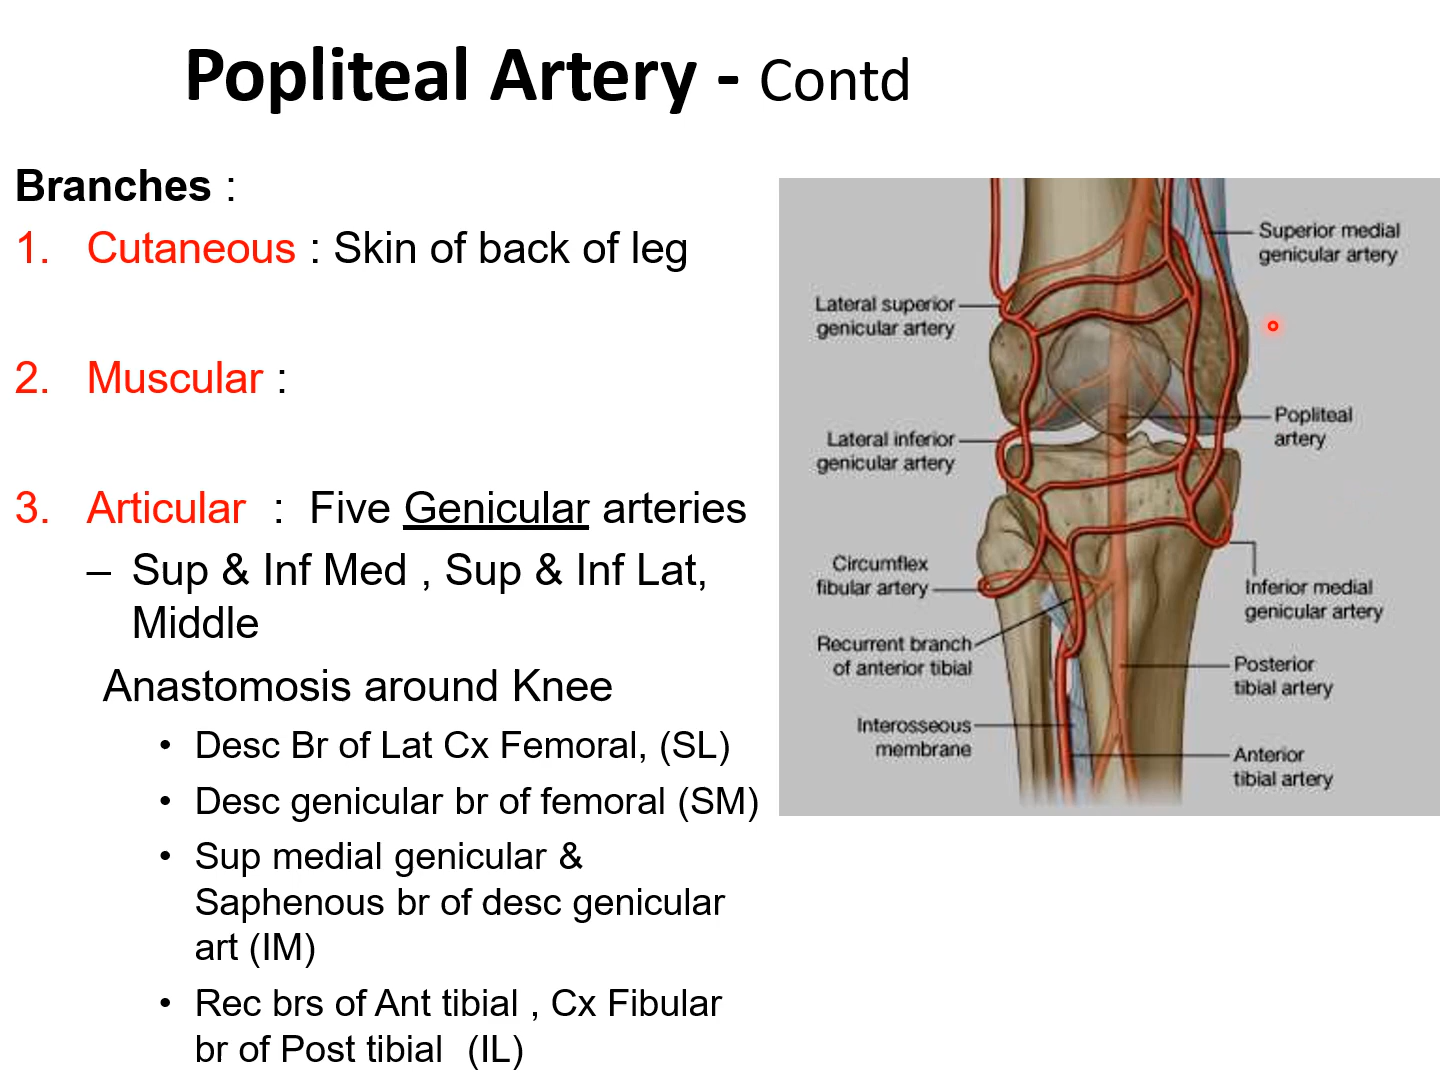 Popliteal Artery - Contd
Branches :
1. Cutaneous : Skin of back of leg
2. Muscular :
3. Articular : Five Genicular arteries
– Sup & Inf Med , Sup & Inf Lat,
Middle
Anastomosis around Knee
• Desc Br of Lat Cx Femoral, (SL)
• Desc genicular br of femoral (SM)
• Sup medial genicular &
Saphenous br of desc genicular
art (IM)
• Rec brs of Ant tibial , Cx Fibular
br of Post tibial (IL)
Superior medial
genicular artery
Lateral superior
genicular artery
Popliteal
artery
Lateral inferior
genicular artery
Circumflex
fibular artery
Inferior medial
genicular artery
Recurrent branch
of anterior tibial
Posterior
tibial artery
Interosseous
membrane
Anterior
tibial artery